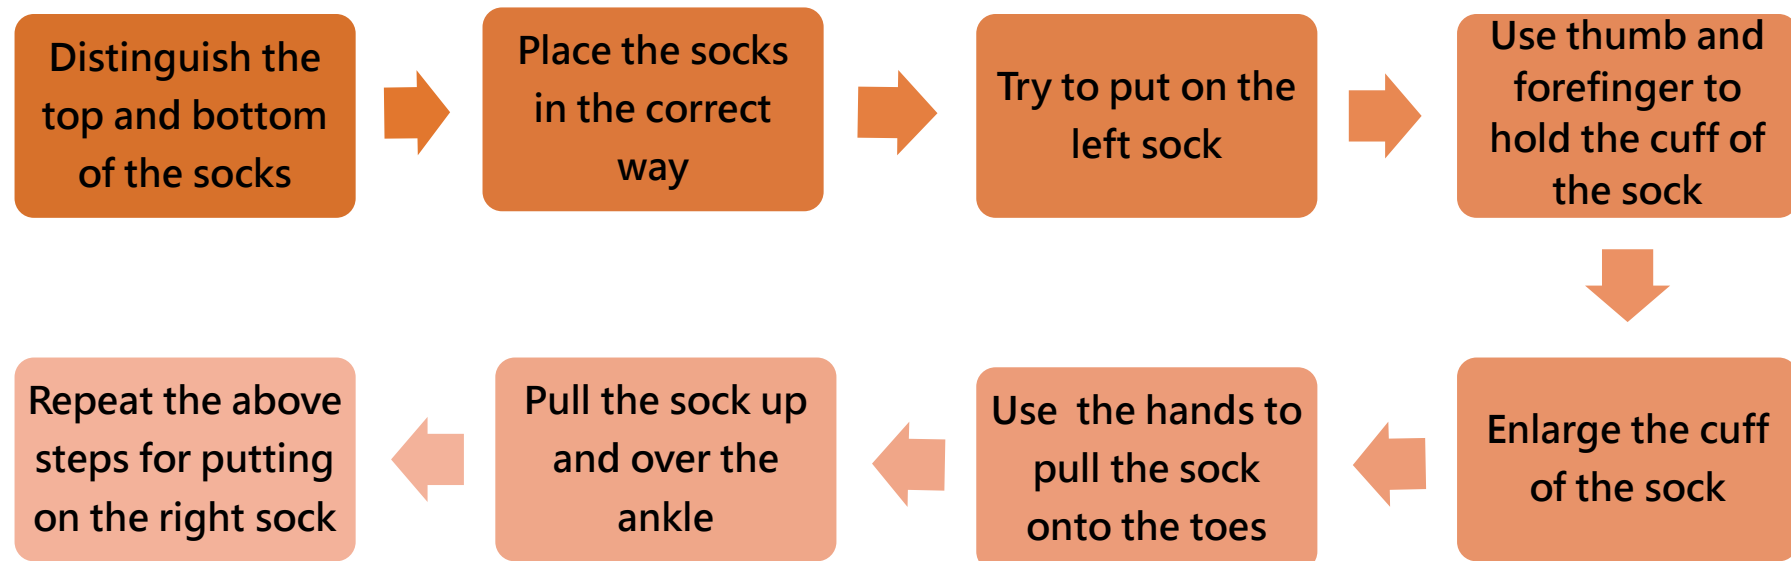 Distinguish the
top and bottom
of the socks
Place the socks
in the correct
way
Try to put on the
left sock
Use thumb and
forefinger to
hold the cuff of
the sock
Enlarge the cuff
of the sock
Use  the hands to
pull the sock
onto the toes
Pull the sock up
and over the
ankle
Repeat the above
steps for putting
on the right sock